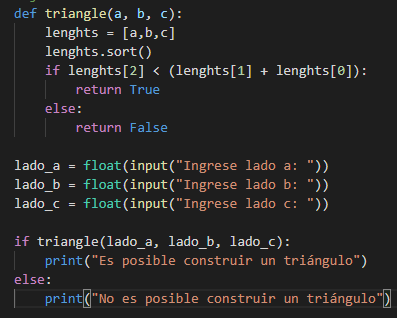 def triangle(a, b, c):
    lenghts = [a,b,c]
    lenghts.sort()
    if lenghts[2] < (lenghts[1] + lenghts[0]):
        return True
    else:
        return False

lado_a = float(input("Ingrese lado a: "))
lado_b = float(input("Ingrese lado b: "))
lado_c = float(input("Ingrese lado c: "))

if triangle(lado_a, lado_b, lado_c):
    print("Es posible construir un triángulo")
else:
    print("No es posible construir un triángulo")